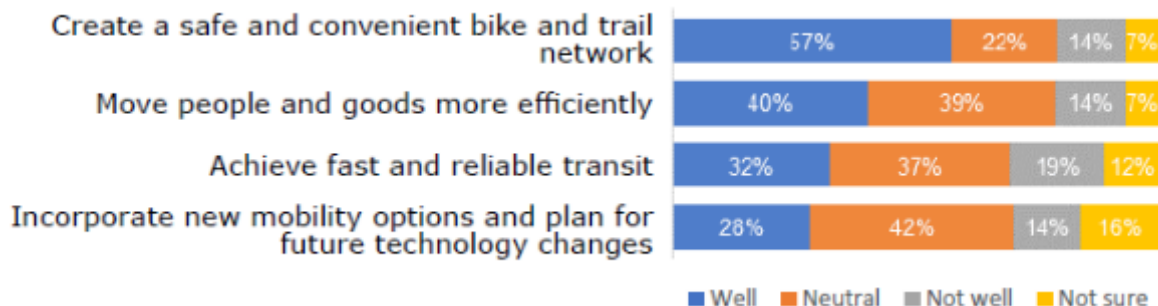 Create a safe and convenient bike and trail
network
57% 22% 14% 7%
Move people and goods more efficiently
40% 39% 14% 7%
Achieve fast and reliable transit
32% 37% 19% 12%
Incorporate new mobility options and plan for
future technology changes
28% 42% 14% 16%
Well Neutral Not well Not sure